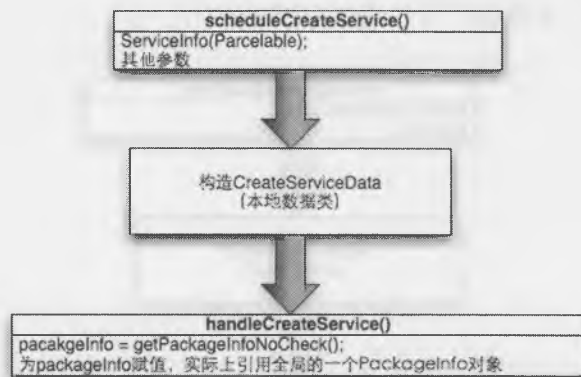 scheduleCreateService()
ServiceInfo(Parcelable);
其他参数
构造CreateServiceData
(本地数据类)
handleCreateService()
pacakgeInfo = getPackageInfoNoCheck();
为packageInfo赋值，实际上引用全局的一个PackageInfo对象